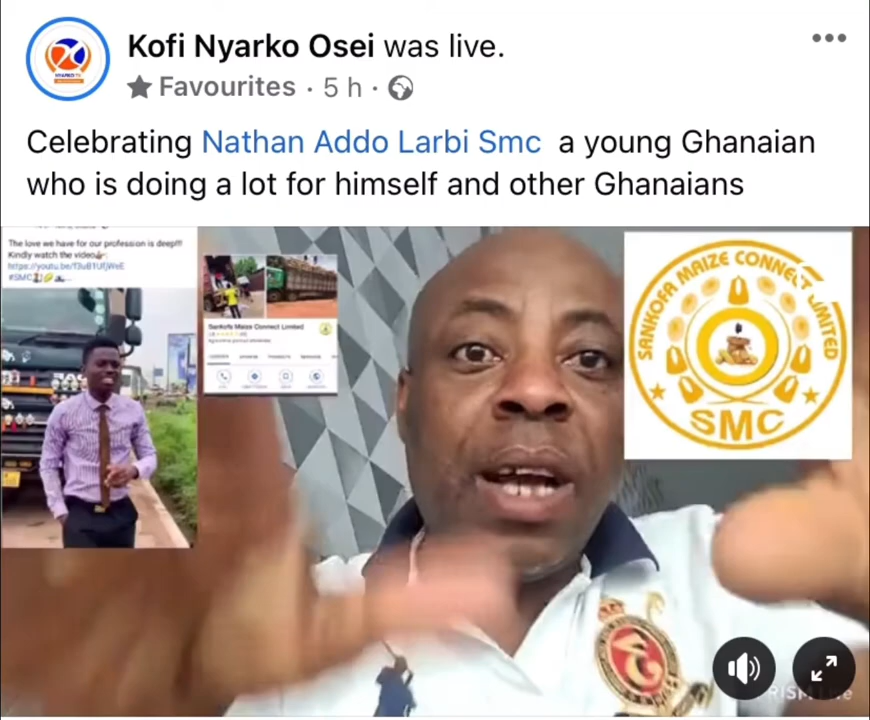 Kofi Nyarko Osei was live.
Favourites · 5 h ·
Celebrating Nathan Addo Larbi Smc a young Ghanaian
who is doing a lot for himself and other Ghanaians
The love we have for our profession is deep!!!
Kindly watch the video
#SMC
Sankofa Maize Connect Limited
SANKOFA MAIZE CONNECT LIMITED
SMC